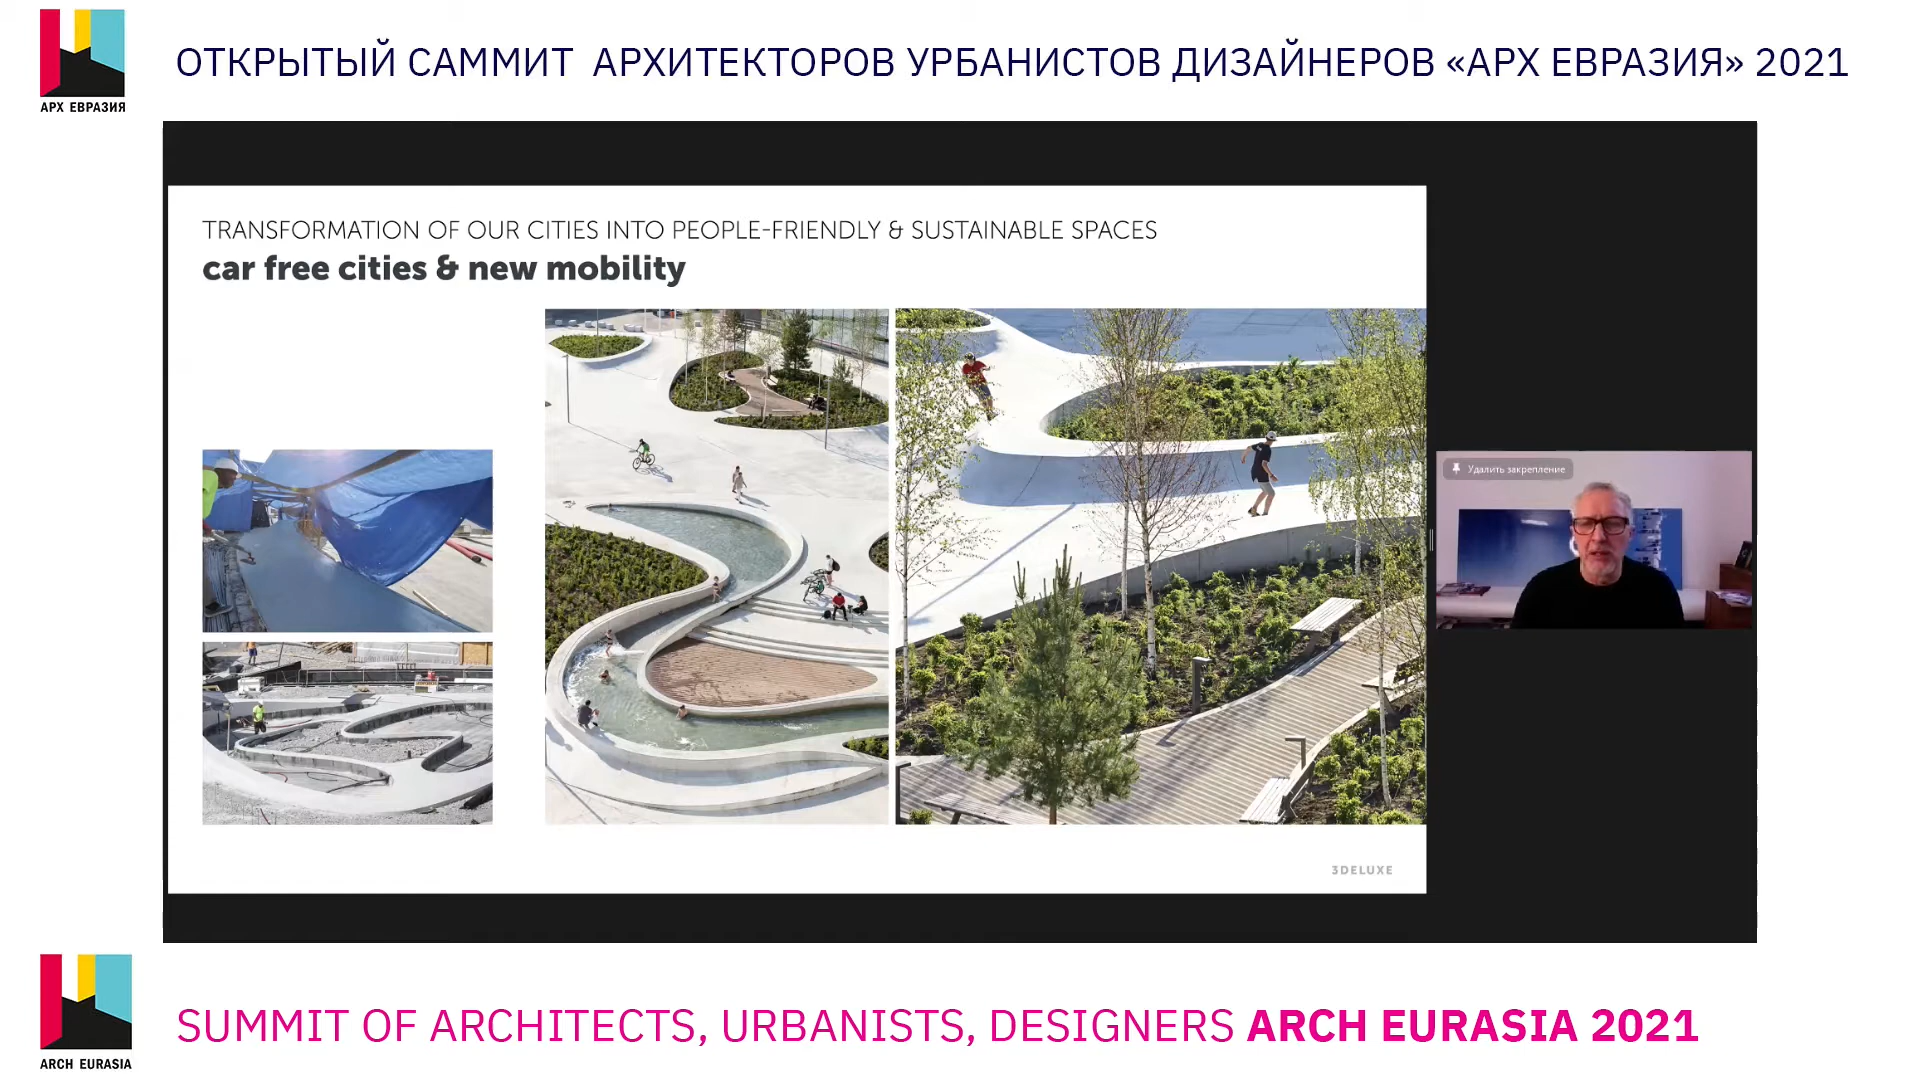 ОТКРЫТЫЙ САММИТ АРХИТЕКТОРОВ УРБАНИСТОВ ДИЗАЙНЕРОВ «АРХ ЕВРАЗИЯ» 2021
АРХ ЕВРАЗИЯ
TRANSFORMATION OF OUR CITIES INTO PEOPLE-FRIENDLY & SUSTAINABLE SPACES
car free cities & new mobility
Удалить закрепление
3DELUXE
SUMMIT OF ARCHITECTS, URBANISTS, DESIGNERS ARCH EURASIA 2021
ARCH EURASIA